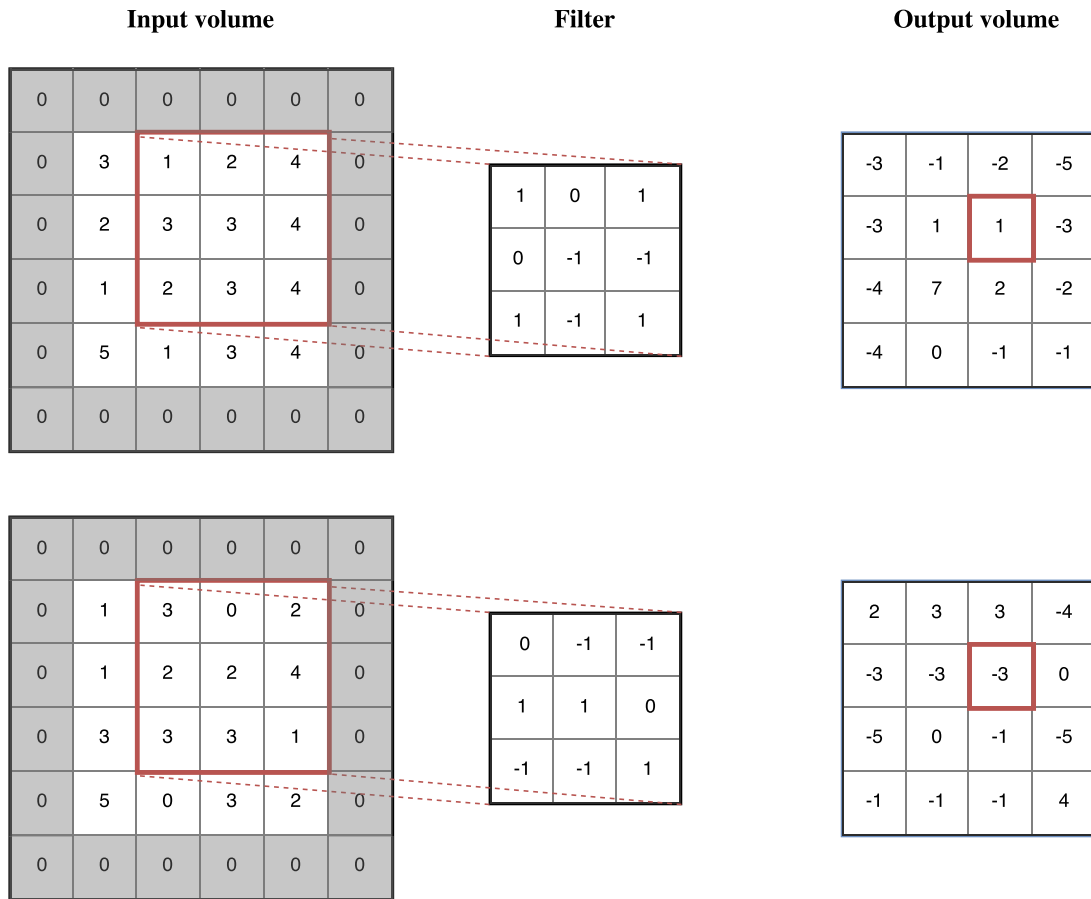 Input volume Filter Output volume
0 0 0 0 0 0
0 3 1 2 4 0 1 0 1 -3 -1 -2 -5
0 2 3 3 4 0 0 -1 -1 -3 1 1 -3
0 1 2 3 4 0 1 -1 1 -4 7 2 -2
0 5 1 3 4 0 -4 0 -1 -1
0 0 0 0 0 0
0 0 0 0 0 0
0 1 3 0 2 0 0 -1 -1 2 3 3 -4
0 1 2 2 4 0 1 1 0 -3 -3 -3 0
0 3 3 3 1 0 -1 -1 1 -5 0 -1 -5
0 5 0 3 2 0 -1 -1 -1 4
0 0 0 0 0 0